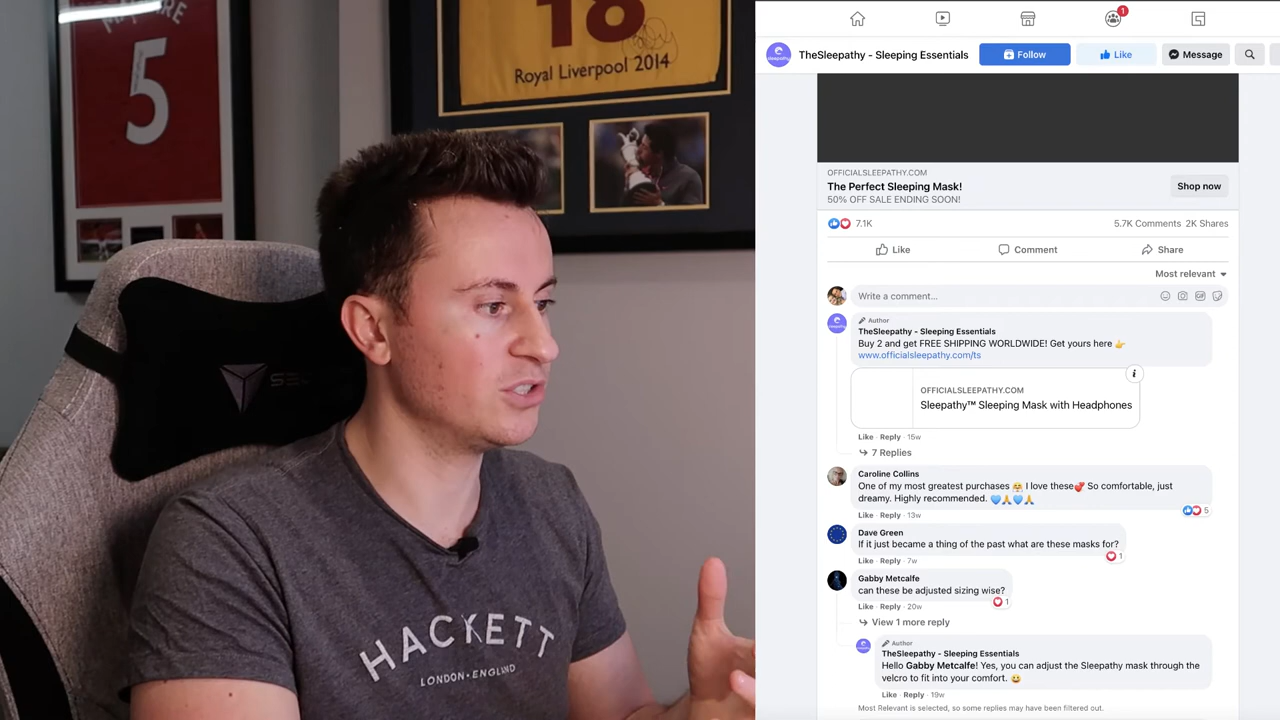 5
18
Royal Liverpool 2014
HACKETT
LONDON-ENGLAND
1
TheSleepathy - Sleeping Essentials
Follow
Like
Message
OFFICIALSLEEPATHY.COM
The Perfect Sleeping Mask!
50% OFF SALE ENDING SOON!
Shop now
7.1K
5.7K Comments 2K Shares
Like
Comment
Share
Most relevant
Write a comment...
Author
TheSleepathy - Sleeping Essentials
Buy 2 and get FREE SHIPPING WORLDWIDE! Get yours here 👉
www.officialsleepathy.com/ts
OFFICIALSLEEPATHY.COM
Sleepathy™ Sleeping Mask with Headphones
Like · Reply · 15w
7 Replies
Caroline Collins
One of my most greatest purchases 🤗 I love these💞 So comfortable, just
dreamy. Highly recommended. 💙🙏💙🙏
5
Like · Reply · 13w
Dave Green
If it just became a thing of the past what are these masks for?
1
Like · Reply · 7w
Gabby Metcalfe
can these be adjusted sizing wise?
1
Like · Reply · 20w
View 1 more reply
Author
TheSleepathy - Sleeping Essentials
Hello Gabby Metcalfe! Yes, you can adjust the Sleepathy mask through the
velcro to fit into your comfort. 😃
Like · Reply · 19w
Most Relevant is selected, so some replies may have been filtered out.